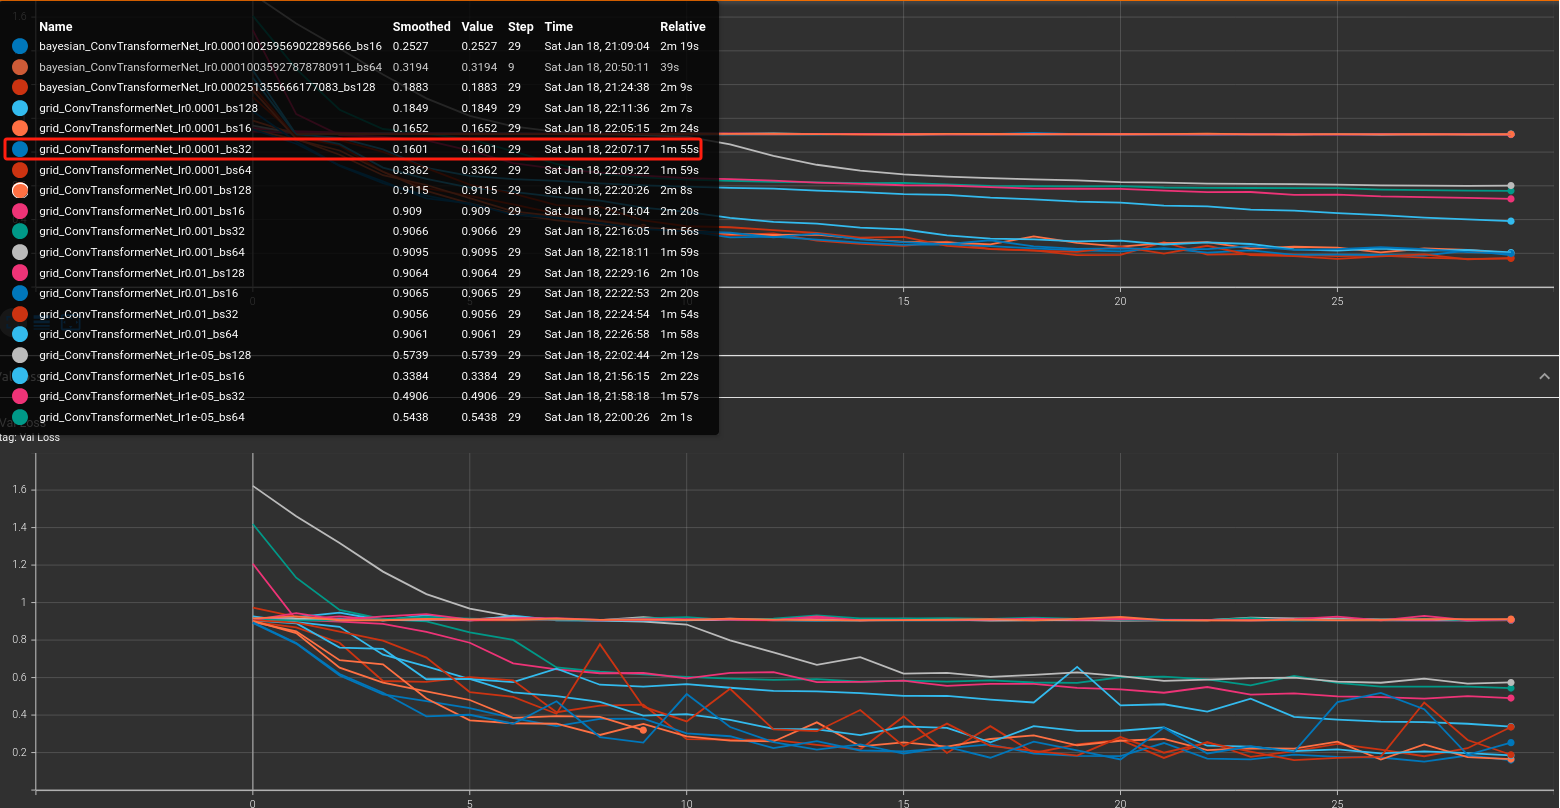 1.6
Name Smoothed Value Step Time Relative
bayesian_ConvTransformerNet_lr0.00010025956902289566_bs16 0.2527 0.2527 29 Sat Jan 18, 21:09:04 2m 19s
bayesian_ConvTransformerNet_lr0.00010035927878780911_bs64 0.3194 0.3194 9 Sat Jan 18, 20:50:11 39s
bayesian_ConvTransformerNet_lr0.000251355666177083_bs128 0.1883 0.1883 29 Sat Jan 18, 21:24:38 2m 9s
grid_ConvTransformerNet_lr0.0001_bs128 0.1849 0.1849 29 Sat Jan 18, 22:11:36 2m 7s
grid_ConvTransformerNet_lr0.0001_bs16 0.1652 0.1652 29 Sat Jan 18, 22:05:15 2m 24s
grid_ConvTransformerNet_lr0.0001_bs32 0.1601 0.1601 29 Sat Jan 18, 22:07:17 1m 55s
grid_ConvTransformerNet_lr0.0001_bs64 0.3362 0.3362 29 Sat Jan 18, 22:09:22 1m 59s
grid_ConvTransformerNet_lr0.001_bs128 0.9115 0.9115 29 Sat Jan 18, 22:20:26 2m 8s
grid_ConvTransformerNet_lr0.001_bs16 0.909 0.909 29 Sat Jan 18, 22:14:04 2m 20s
grid_ConvTransformerNet_lr0.001_bs32 0.9066 0.9066 29 Sat Jan 18, 22:16:05 1m 56s
grid_ConvTransformerNet_lr0.001_bs64 0.9095 0.9095 29 Sat Jan 18, 22:18:11 1m 59s
grid_ConvTransformerNet_lr0.01_bs128 0.9064 0.9064 29 Sat Jan 18, 22:29:16 2m 10s
grid_ConvTransformerNet_lr0.01_bs16 0.9065 0.9065 29 Sat Jan 18, 22:22:53 2m 20s
grid_ConvTransformerNet_lr0.01_bs32 0.9056 0.9056 29 Sat Jan 18, 22:24:54 1m 54s
grid_ConvTransformerNet_lr0.01_bs64 0.9061 0.9061 29 Sat Jan 18, 22:26:58 1m 58s
grid_ConvTransformerNet_lr1e-05_bs128 0.5739 0.5739 29 Sat Jan 18, 22:02:44 2m 12s
grid_ConvTransformerNet_lr1e-05_bs16 0.3384 0.3384 29 Sat Jan 18, 21:56:15 2m 22s
grid_ConvTransformerNet_lr1e-05_bs32 0.4906 0.4906 29 Sat Jan 18, 21:58:18 1m 57s
grid_ConvTransformerNet_lr1e-05_bs64 0.5438 0.5438 29 Sat Jan 18, 22:00:26 2m 1s
0 5 10 15 20 25
Val Loss
tag: Val Loss
1.6
1.4
1.2
1
0.8
0.6
0.4
0.2
0 5 10 15 20 25